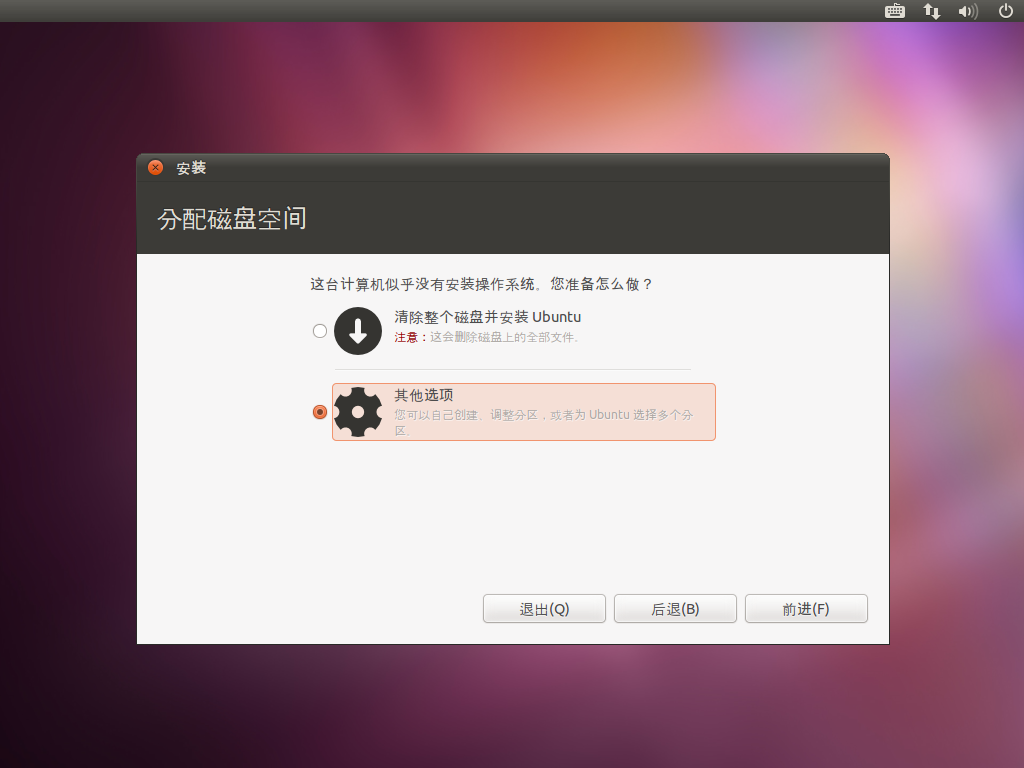 安装
分配磁盘空间
这台计算机似乎没有安装操作系统。您准备怎么做？
清除整个磁盘并安装 Ubuntu
注意：这会删除磁盘上的全部文件。
其他选项
您可以自己创建、调整分区，或者为 Ubuntu 选择多个分
区。
退出(Q) 后退(B) 前进(F)